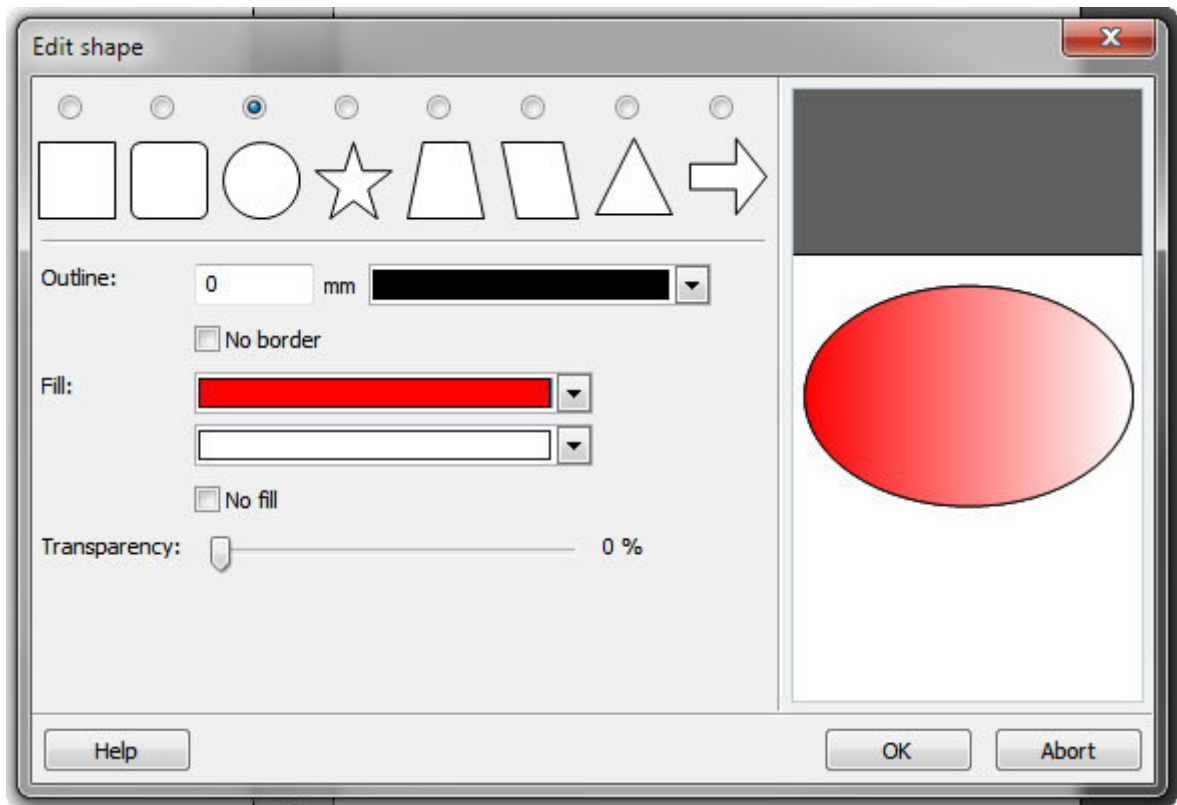 Edit shape
Outline:
0
mm
No border
Fill:
No fill
Transparency:
0 %
Help
OK
Abort